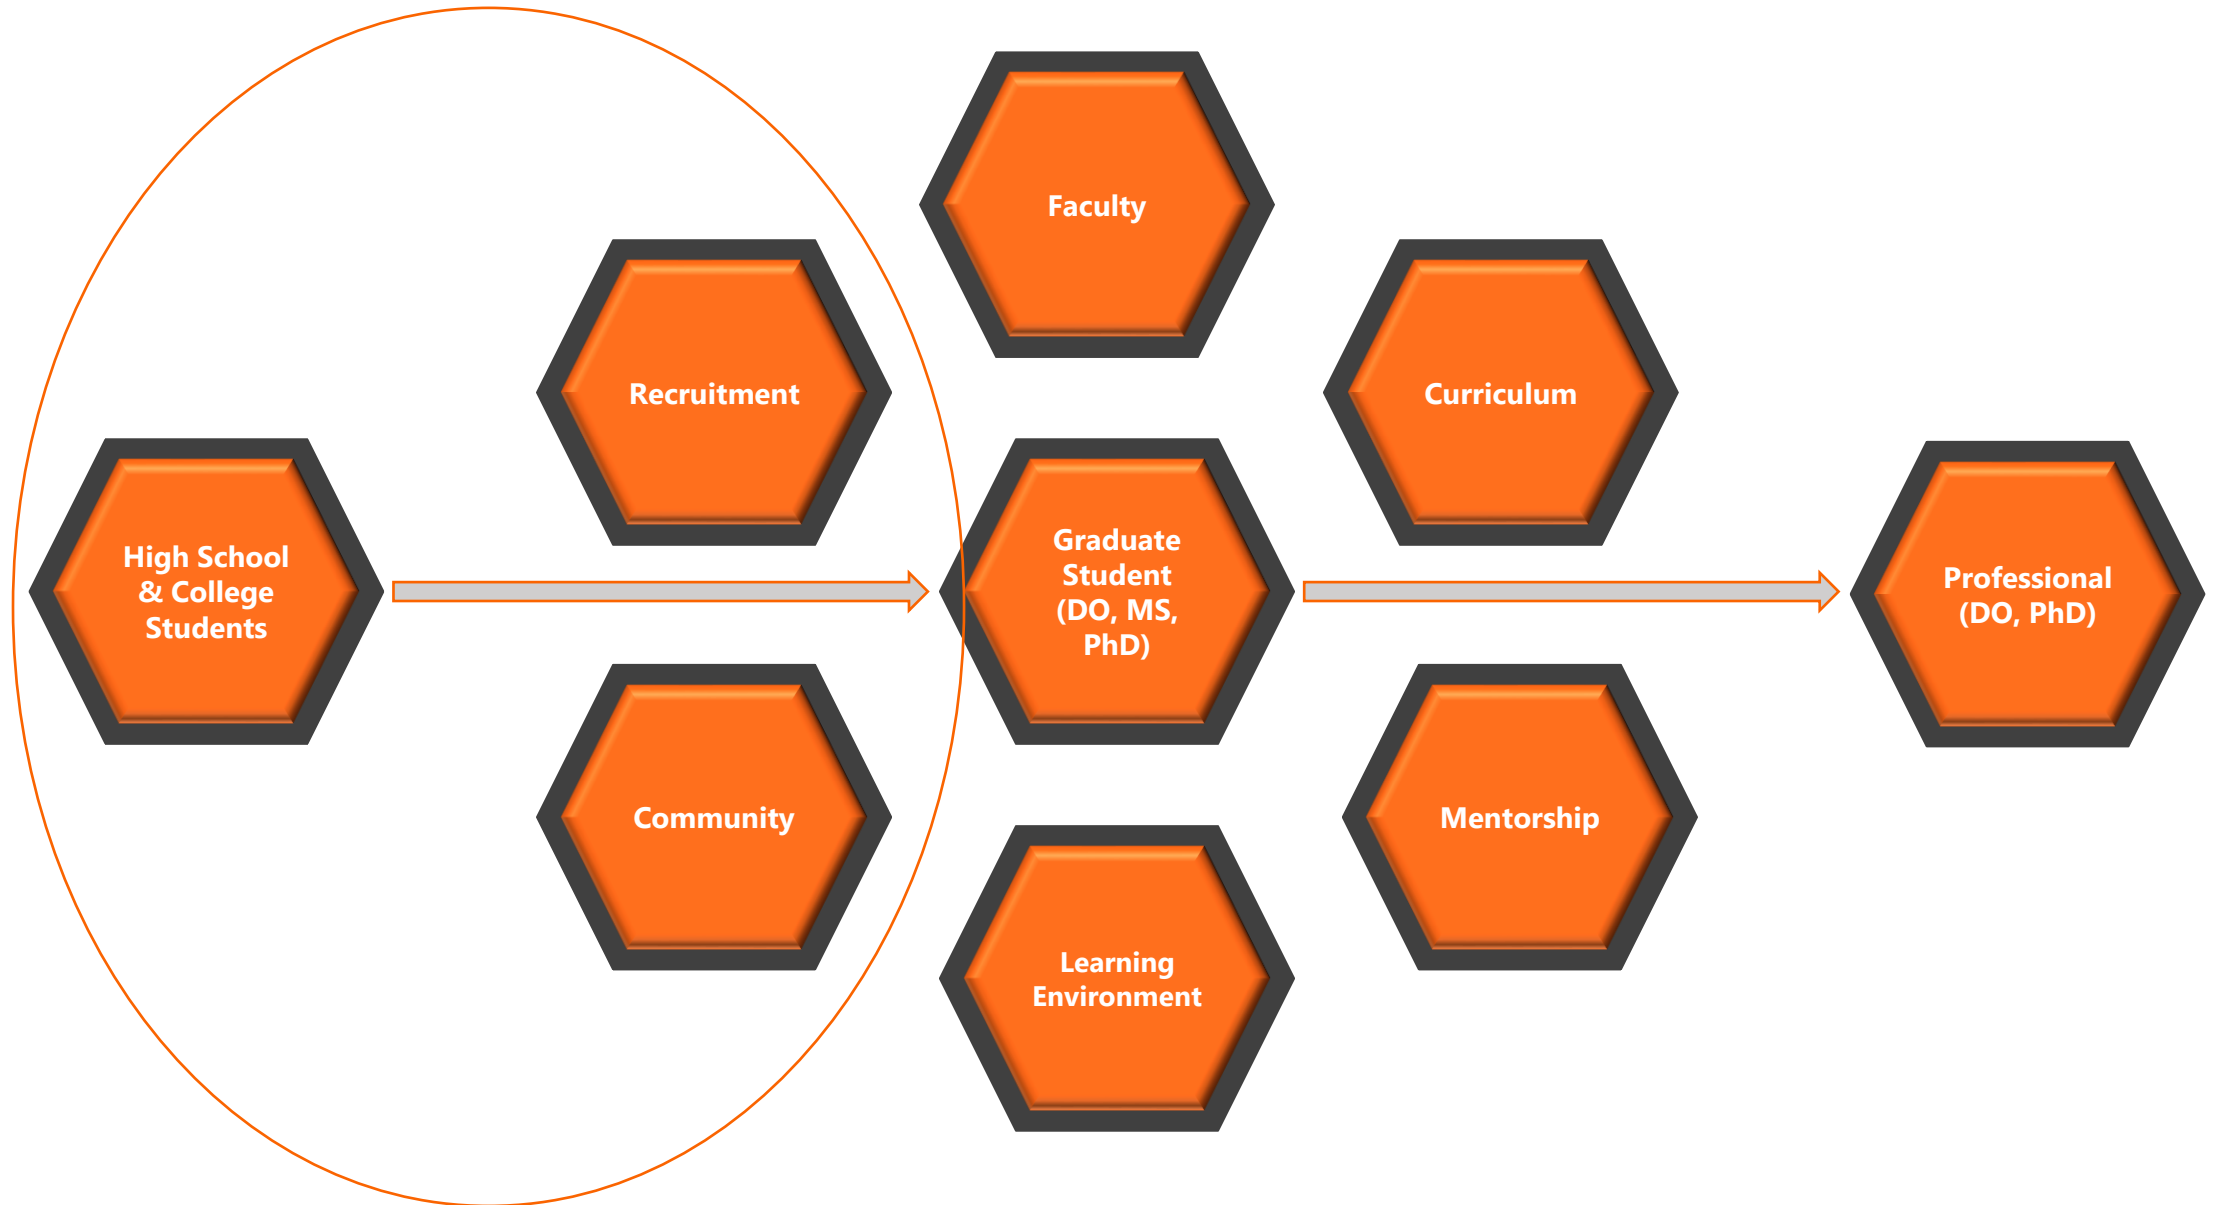 Faculty
Recruitment
Curriculum
High School
& College
Students
Graduate
Student
(DO, MS,
PhD)
Professional
(DO, PhD)
Community
Mentorship
Learning
Environment